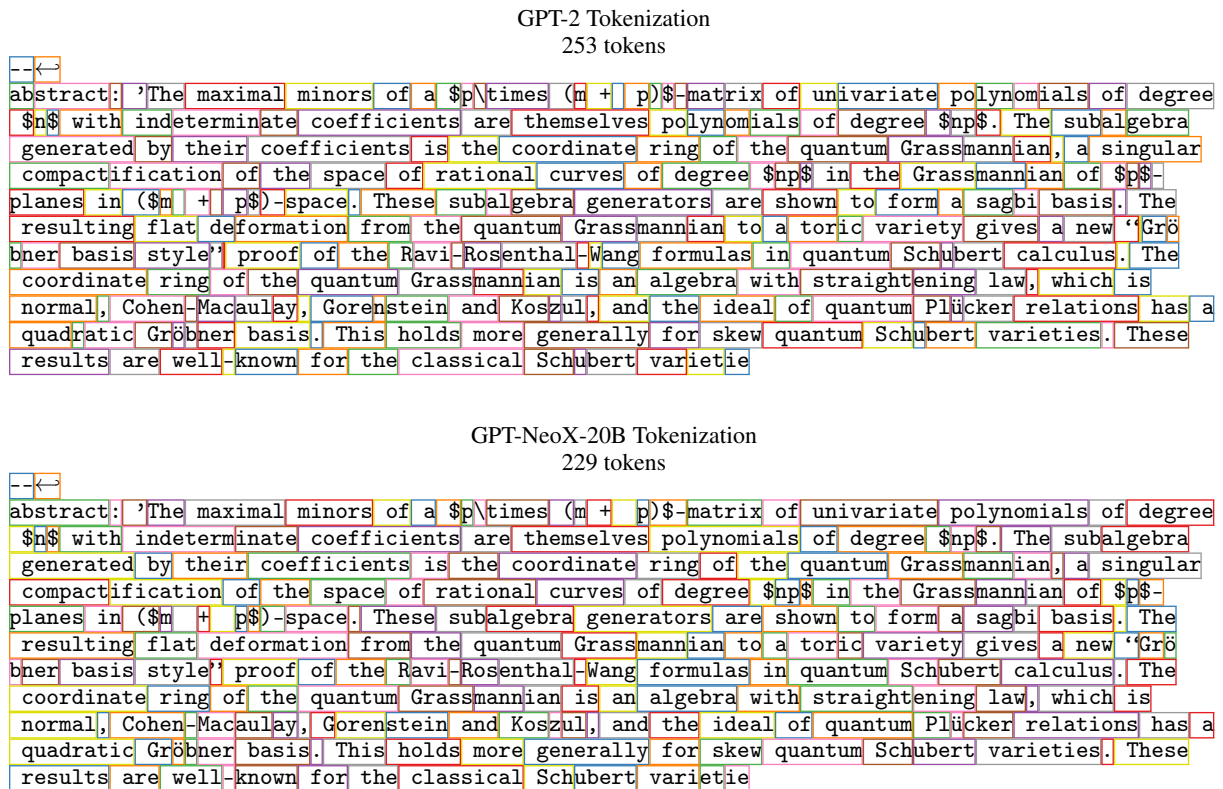 GPT-2 Tokenization
253 tokens
--↩
abstract: ’The maximal minors of a $p\times (m +  p)$-matrix of univariate polynomials of degree
$n$ with indeterminate coefficients are themselves polynomials of degree $np$. The subalgebra
generated by their coefficients is the coordinate ring of the quantum Grassmannian, a singular
compactification of the space of rational curves of degree $np$ in the Grassmannian of $p$-
planes in ($m  +  p$)-space. These subalgebra generators are shown to form a sagbi basis. The
resulting flat deformation from the quantum Grassmannian to a toric variety gives a new “Grö
bner basis style” proof of the Ravi-Rosenthal-Wang formulas in quantum Schubert calculus. The
coordinate ring of the quantum Grassmannian is an algebra with straightening law, which is
normal, Cohen-Macaulay, Gorenstein and Koszul, and the ideal of quantum Plücker relations has a
quadratic Gröbner basis. This holds more generally for skew quantum Schubert varieties. These
results are well-known for the classical Schubert varietie
GPT-NeoX-20B Tokenization
229 tokens
--↩
abstract: ’The maximal minors of a $p\times (m +  p)$-matrix of univariate polynomials of degree
$n$ with indeterminate coefficients are themselves polynomials of degree $np$. The subalgebra
generated by their coefficients is the coordinate ring of the quantum Grassmannian, a singular
compactification of the space of rational curves of degree $np$ in the Grassmannian of $p$-
planes in ($m  +  p$)-space. These subalgebra generators are shown to form a sagbi basis. The
resulting flat deformation from the quantum Grassmannian to a toric variety gives a new “Grö
bner basis style” proof of the Ravi-Rosenthal-Wang formulas in quantum Schubert calculus. The
coordinate ring of the quantum Grassmannian is an algebra with straightening law, which is
normal, Cohen-Macaulay, Gorenstein and Koszul, and the ideal of quantum Plücker relations has a
quadratic Gröbner basis. This holds more generally for skew quantum Schubert varieties. These
results are well-known for the classical Schubert varietie